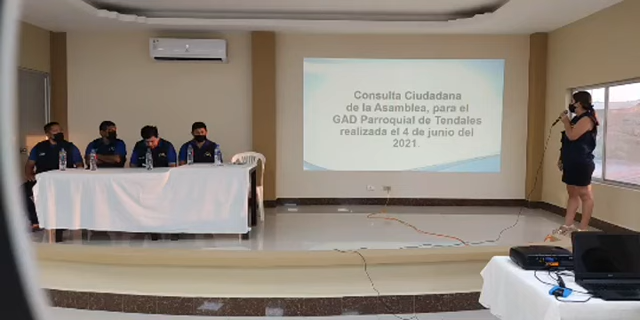 Consulta Ciudadana
de la Asamblea, para el
GAD Parroquial de Tendales
realizada el 4 de junio del
2021.